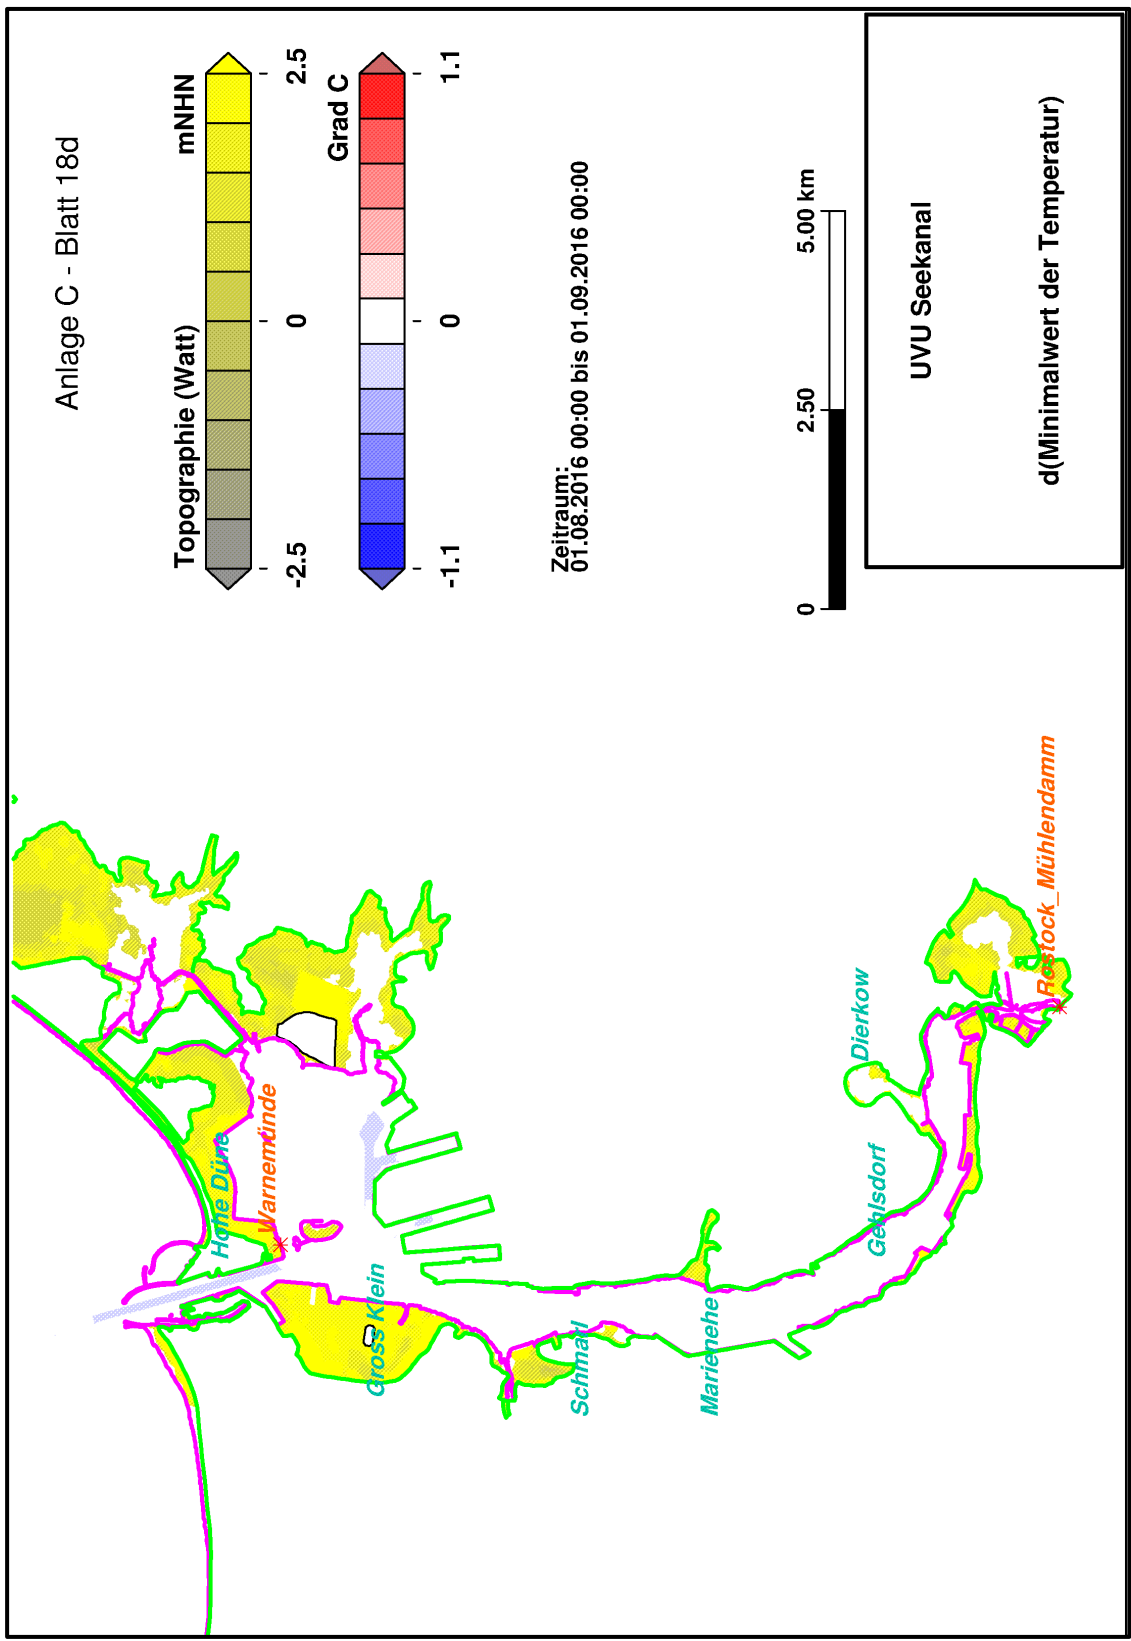 Anlage C - Blatt 18d
Topographie (Watt) mNHN
-2.5 0 2.5
Grad C
-1.1 0 1.1
Zeitraum:
01.08.2016 00:00 bis 01.09.2016 00:00
0 2.50 5.00 km
UVU Seekanal
d(Minimalwert der Temperatur)
Hohe Düne
Warnemünde
Gross Klein
Schmarl
Marienehe
Gehlsdorf
Dierkow
Rostock_Mühlendamm